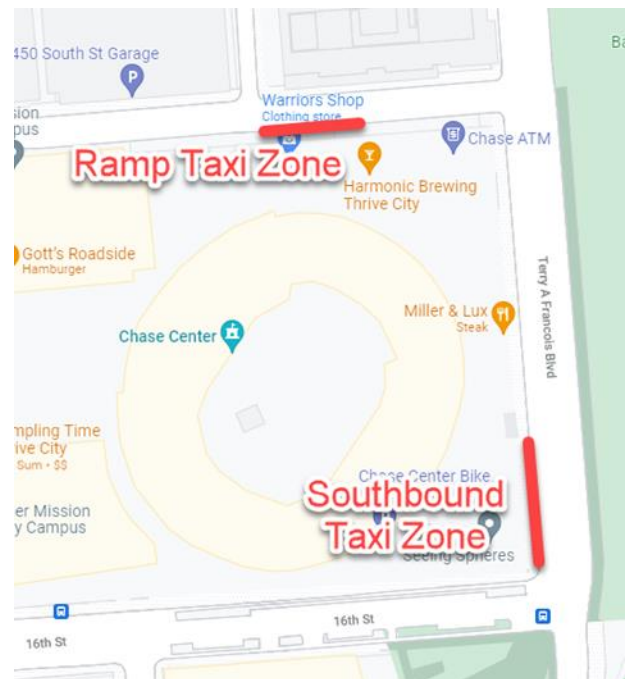 450 South St Garage
P
Warriors Shop
Clothing store
Chase ATM
Ramp Taxi Zone
Harmonic Brewing
Thrive City
Gott's Roadside
Hamburger
Terry A Francois Blvd
Miller & Lux
Steak
Chase Center
Chase Center Bike
Southbound
Taxi Zone
Seeing Spheres
Sum • $$
y Campus
16th St
16th St